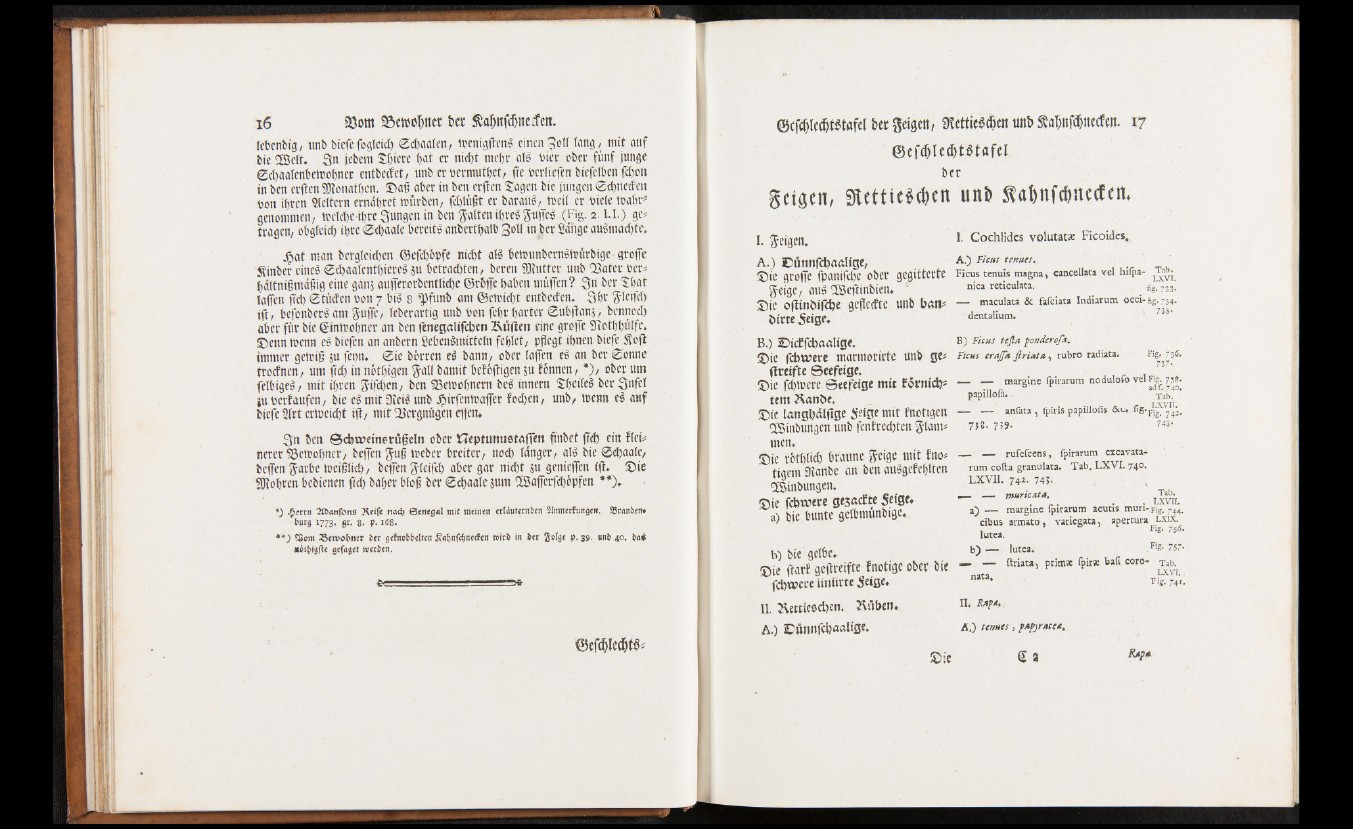 16 Vom Bewohner der Kahnschnecken.
lebendig, und diese sogleich Schaalen, wenigstens einen Zoll lang, mit auf
die Welt. In jedem Thiere hat er nicht mehr als vier oder fünf junge
Schaalenbewohner entdecket, und er vermuthet, sie verliesen dieselben schon
in den ersten Monathen. Daß aber in den ersten Tagen die jungen Schnecken
von ihren Aeltern ernähret würden, schlüßt er daraus, weil er viele wahr-
genommen, welche ihre Jungen in den Falten ihres Fusses (Fig. 2. I.I.) ge-
tragen, obgleich ihre Schaale bereits anderthalb Zoll in der Länge ausmachte.
Hat man dergleichen Geschöpfe nicht als bewundernswürdige grosse
Kinder eines Schaalenthieres zu betrachten, deren Mutter und Vater ver-
hältnißmäßig eine ganz ausserordentliche Grösse haben müssen? In der That
lassen sich Stücken von 7 bis 8 Pfund am Gewicht entdecken. Ihr Fleisch
ist, besonders am Fusse, lederartig und von sehr harter Substanz, dennoch
aber für die Einwohner an den senegalischen Küsten eine grosse Nothhülfe.
Denn wenn es diesen an andern Lebensmitteln fehlet, pflegt ihnen diese Kost
immer gewiß zu seyn. Sie dörren es dann, oder lassen es an der Sonne
trocknen, um sich in nöthigen Fall damit beköstigen zu können, *), oder um
selbiges, mit ihren Fischen, den Bewohnern des innern Theiles der Insel
zu verkaufen, die es mit Reis und Hirsenwasser kochen, und, wenn es auf
diese Art erweicht ist, mit Vergnügen essen.
In den Schweinsrüßeln oder Neptunustassen findet sich ein klei-
nerer Bewohner, dessen Fuß weder breiter, noch länger, als die Schaale,
dessen Farbe weißlich, dessen Fleisch aber gar nicht zu geniessen ist. Die
Mohren bedienen sich daher bloß der Schaale zum Wasserschöpfen **).
*) Herrn Adansons Reise nach Senegal mit meinen erläuternden Anmerkungen. Branden-
burg 1773. gr. 8. p. 168.
**) Vom Bewohner der geknobbelten Kahnschnecken wird in der Folge p. 39. und 40. das
nöthigste gesaget werden.
Geschlechts-
Geschlechtstafel der Feigen, Rettieschen und Kahnschnecken. 17
Geschlechtstafel
der
Feigen, Rettieschen und Kahnschnecken.
I. Feigen.
A.) Dünnschaalige,
Die grosse spanische oder gegitterte
Feige, aus Westindien.
Die ostindische gefleckte und ban-
dirte Feige.
B.) Dickschaalige.
Die schwere marmorirte und ge-
streifte Seefeige.
Die schwere Seefeige mit körnich-
tem Rande.
Die langhälsige Feige mit knotigen
Windungen und senkrechten Flam-
men.
Die röthlich braune Feige mit kno-
tigem Rande an den ausgekehlten
Windungen.
Die schwere gezackte Feige.
a) die bunte gelbmündige.
b) die gelbe.
Die stark gestreifte knotige oder die
schwere linirte Feige.
II. Rettieschen. Rüben.
A.) Dünnschaalige.
I. Cochlides volutatæ Ficoides.
A.) Ficus tenues.
Ficus tenuis magna, cancellata vel hispa- Tab. LXVI.
nica reticulata. fig. 733.
— maculata & fasciata Indiarum occi- fig. 734.
dentalium. 735.
B) Ficus testa ponderosa.
Ficus crassa striata, rubro radiata. Fig. 736.
737.
— — margine spirarum noduloso vel Fig. 738.
papilloso. ad f. 740.
Tab. LXVII.
— — ansata, spiris papillosis &c. fig. Fig. 742.
738. 739. 743.
— — rufescens, spirarum excavata-
rum costa granulata. Tab. LXVI. 740.
LXVII. 742. 743.
— — muricata. Tab. LXVII.
a) — margine spirarum acutis muri- Fig. 744.
cibus armato, variegata, apertura LXIX.
lutea. Fig. 756.
b) — lutea. Fig. 757.
— — striata, primæ spiræ basi coro- Tab. LXVI.
nata. Fig. 741.
II. Rapæ.
A.) tenues, papyraceæ.
Die C 2 Rapæ